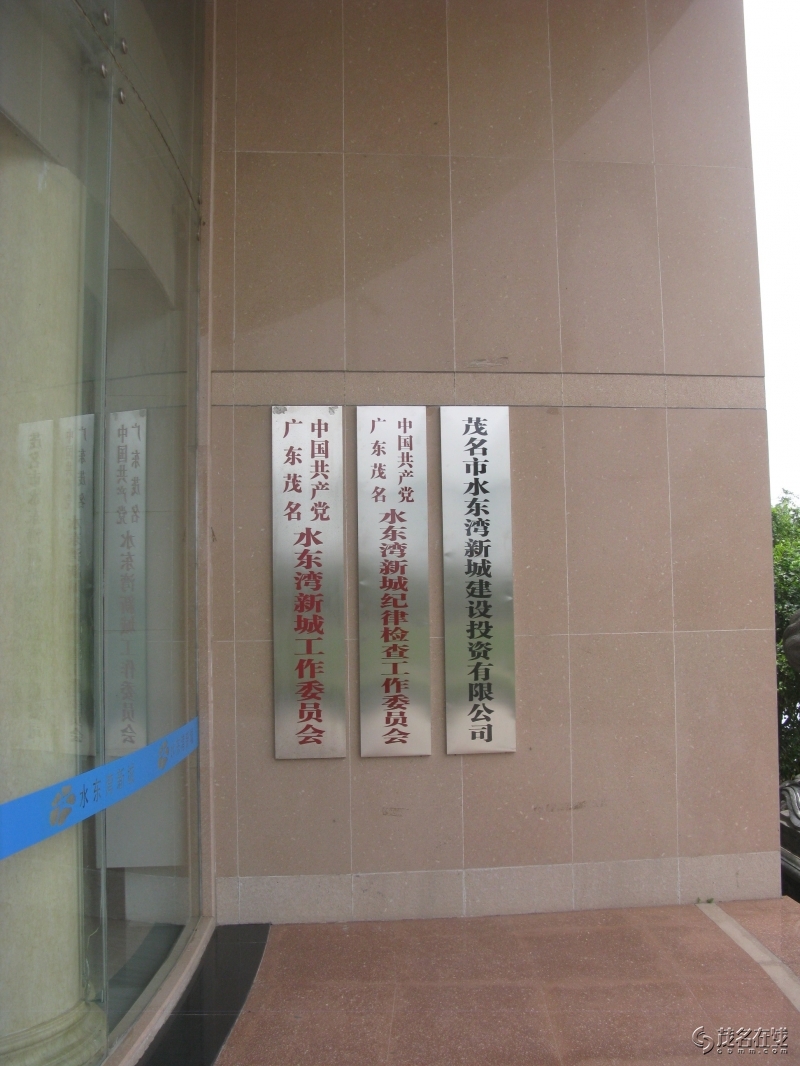 中国共产党
广东茂名
水东湾新城工作委员会
中国共产党
广东茂名
水东湾新城纪律检查工作委员会
茂名市水东湾新城建设投资有限公司
水东
茂名在线